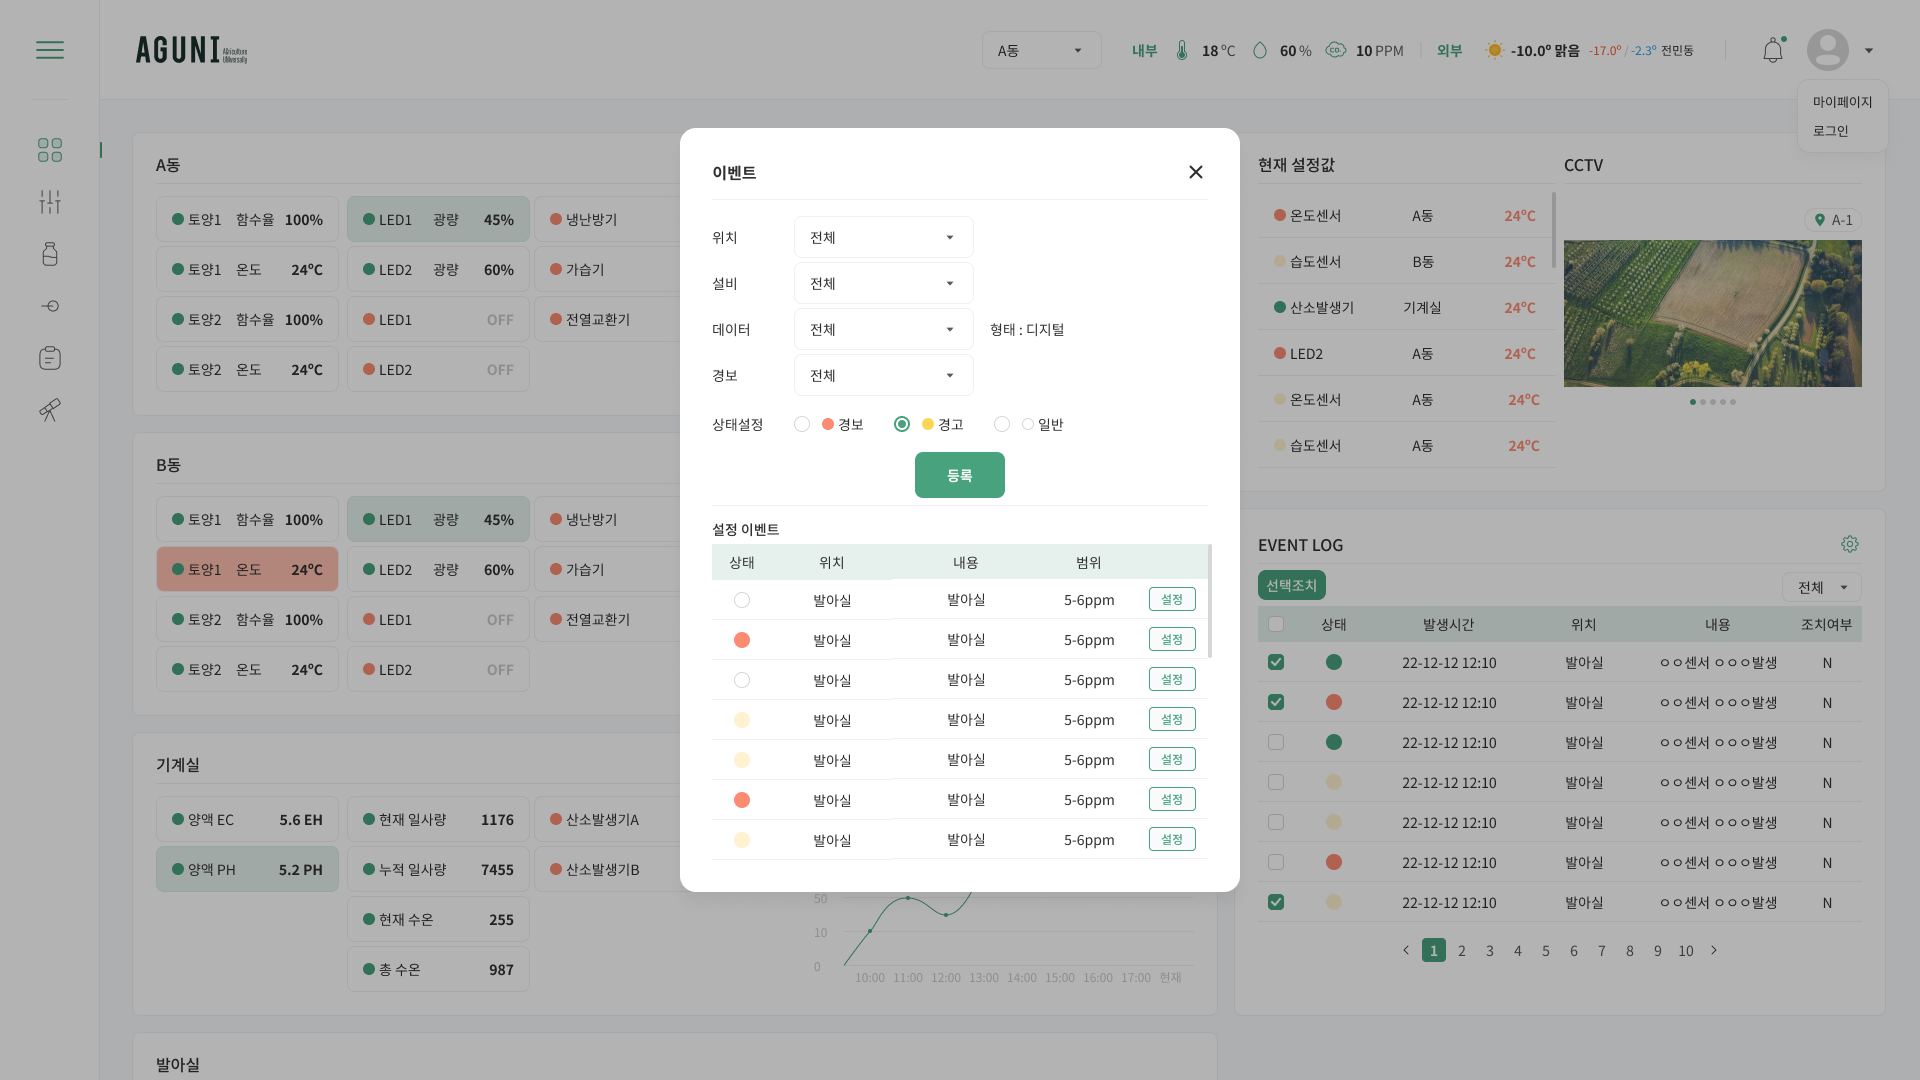 AGUNI AGriculture UNIversally
A동
내부 18 ºC 60 % 10 PPM 외부 -10.0º 맑음 -17.0º / -2.3º 전민동
마이페이지
로그인
A동
토양1 함수율 100%
LED1 광량 45%
냉난방기
토양1 온도 24ºC
LED2 광량 60%
가습기
토양2 함수율 100%
LED1 OFF
전열교환기
토양2 온도 24ºC
LED2 OFF
B동
토양1 함수율 100%
LED1 광량 45%
냉난방기
토양1 온도 24ºC
LED2 광량 60%
가습기
토양2 함수율 100%
LED1 OFF
전열교환기
토양2 온도 24ºC
LED2 OFF
기계실
양액 EC 5.6 EH
현재 일사량 1176
산소발생기A
양액 PH 5.2 PH
누적 일사량 7455
산소발생기B
현재 수온 255
총 수온 987
50
10
0
10:00 11:00 12:00 13:00 14:00 15:00 16:00 17:00 현재
발아실
이벤트
위치 전체
설비 전체
데이터 전체 형태 : 디지털
경보 전체
상태설정 경보 경고 일반
등록
설정 이벤트
상태 위치 내용 범위
발아실 발아실 5-6ppm 설정
발아실 발아실 5-6ppm 설정
발아실 발아실 5-6ppm 설정
발아실 발아실 5-6ppm 설정
발아실 발아실 5-6ppm 설정
발아실 발아실 5-6ppm 설정
발아실 발아실 5-6ppm 설정
현재 설정값
온도센서 A동 24ºC
습도센서 B동 24ºC
산소발생기 기계실 24ºC
LED2 A동 24ºC
온도센서 A동 24ºC
습도센서 A동 24ºC
CCTV
A-1
EVENT LOG
선택조치 전체
상태 발생시간 위치 내용 조치여부
22-12-12 12:10 발아실 ㅇㅇ센서 ㅇㅇㅇ발생 N
22-12-12 12:10 발아실 ㅇㅇ센서 ㅇㅇㅇ발생 N
22-12-12 12:10 발아실 ㅇㅇ센서 ㅇㅇㅇ발생 N
22-12-12 12:10 발아실 ㅇㅇ센서 ㅇㅇㅇ발생 N
22-12-12 12:10 발아실 ㅇㅇ센서 ㅇㅇㅇ발생 N
22-12-12 12:10 발아실 ㅇㅇ센서 ㅇㅇㅇ발생 N
22-12-12 12:10 발아실 ㅇㅇ센서 ㅇㅇㅇ발생 N
1 2 3 4 5 6 7 8 9 10